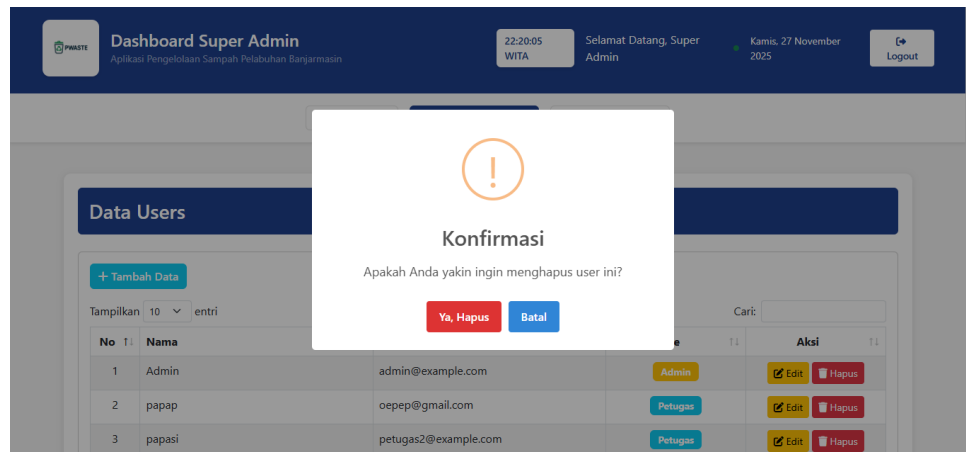 PWASTE
Dashboard Super Admin
Aplikasi Pengelolaan Sampah Pelabuhan Banjarmasin
22:20:05
WITA
Selamat Datang, Super
Admin
Kamis, 27 November
2025
Logout
Konfirmasi
Apakah Anda yakin ingin menghapus user ini?
Ya, Hapus Batal
Data Users
+ Tambah Data
Tampilkan 10 entri Cari:
No Nama Aksi
1 Admin admin@example.com Admin Edit Hapus
2 papap oepep@gmail.com Petugas Edit Hapus
3 papasi petugas2@example.com Petugas Edit Hapus